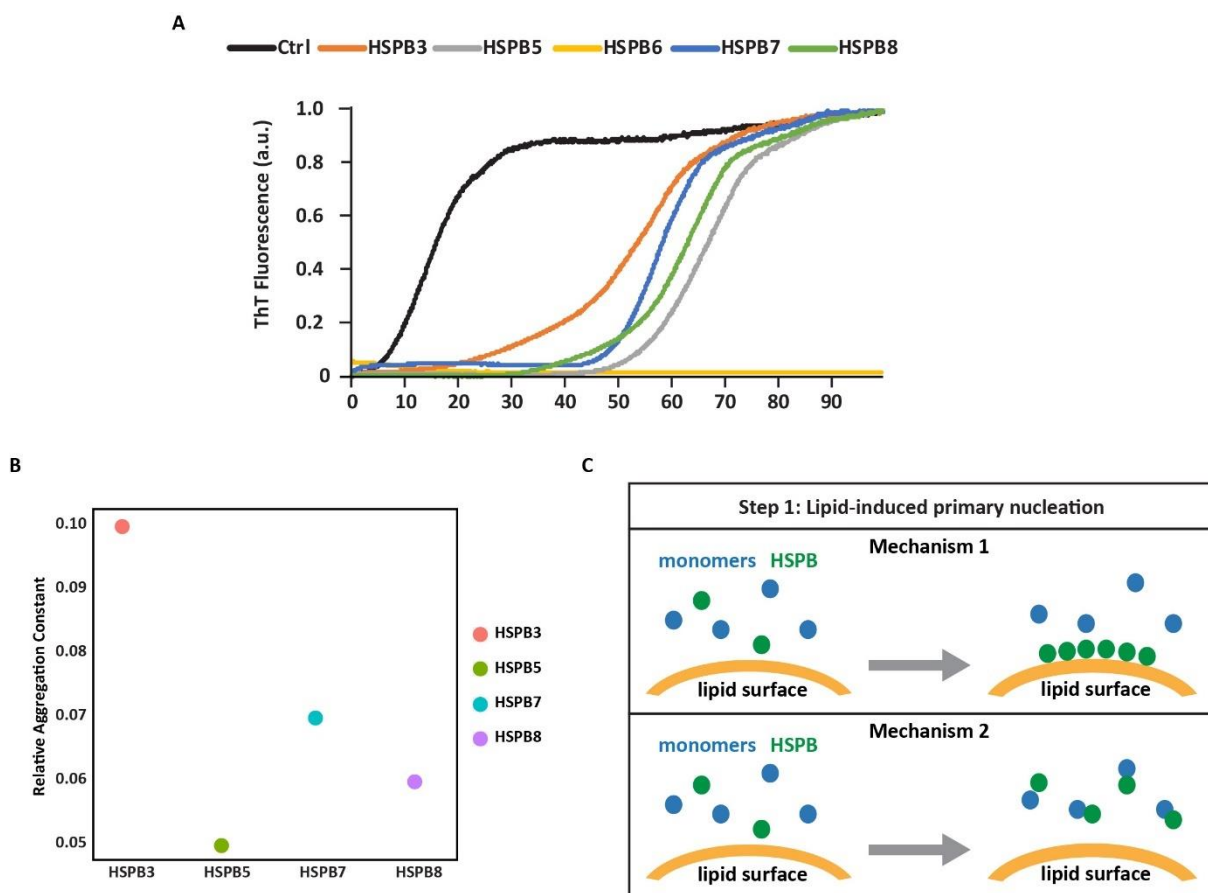 A
Ctrl HSPB3 HSPB5 HSPB6 HSPB7 HSPB8
ThT Fluorescence (a.u.)
1.0
0.8
0.6
0.4
0.2
0
0 10 20 30 40 50 60 70 80 90
B
Relative Aggregation Constant
0.10
0.09
0.08
0.07
0.06
0.05
HSPB3 HSPB5 HSPB7 HSPB8
HSPB3
HSPB5
HSPB7
HSPB8
C
Step 1: Lipid-induced primary nucleation
Mechanism 1
monomers HSPB
lipid surface lipid surface
Mechanism 2
monomers HSPB
lipid surface lipid surface